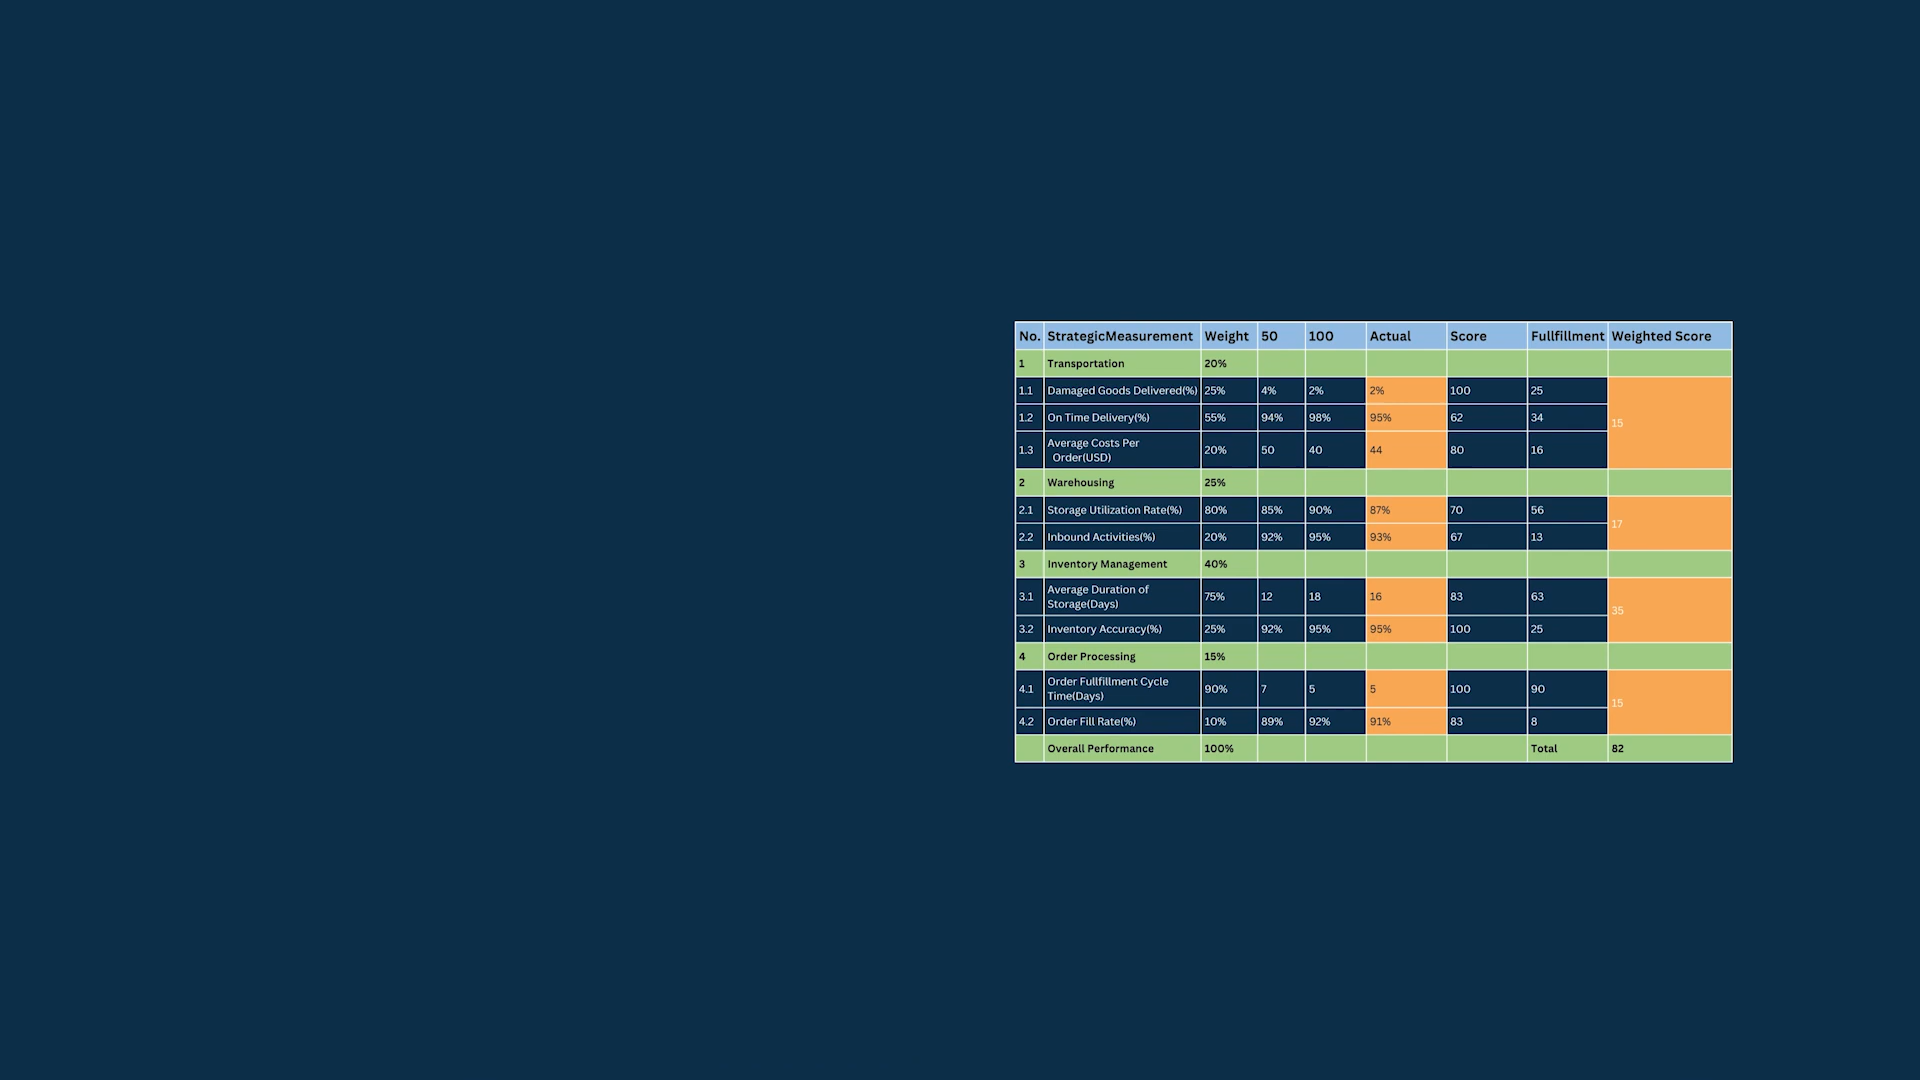 No. StrategicMeasurement Weight 50 100 Actual Score Fullfillment Weighted Score
1 Transportation 20%
1.1 Damaged Goods Delivered(%) 25% 4% 2% 2% 100 25
1.2 On Time Delivery(%) 55% 94% 98% 95% 62 34
15
Average Costs Per
1.3 20% 50 40 44 80 16
Order(USD)
2 Warehousing 25%
2.1 Storage Utilization Rate(%) 80% 85% 90% 87% 70 56
17
2.2 Inbound Activities(%) 20% 92% 95% 93% 67 13
3 Inventory Management 40%
Average Duration of
3.1 75% 12 18 16 83 63
Storage(Days)
35
3.2 Inventory Accuracy(%) 25% 92% 95% 95% 100 25
4 Order Processing 15%
Order Fullfillment Cycle
4.1 90% 7 5 5 100 90
Time(Days)
15
4.2 Order Fill Rate(%) 10% 89% 92% 91% 83 8
Overall Performance 100% Total 82